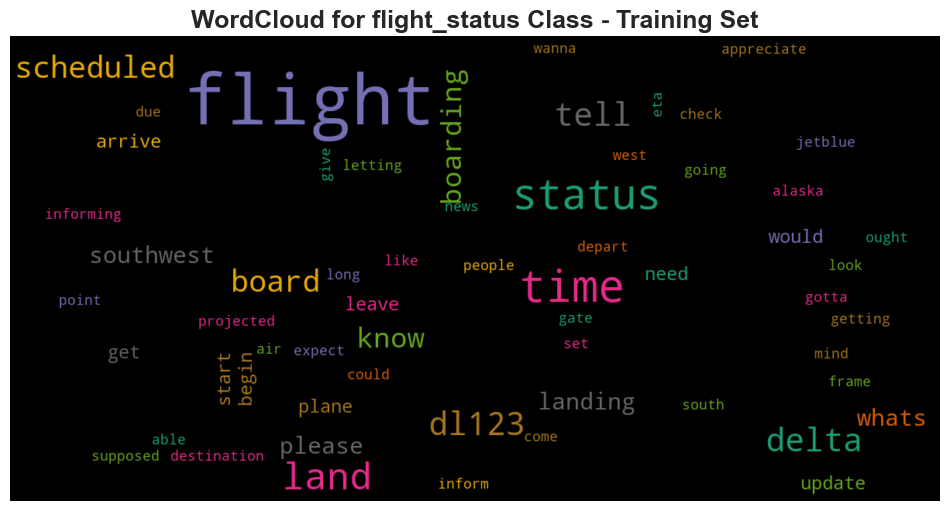 WordCloud for flight_status Class - Training Set
wanna
appreciate
scheduled
flight
boarding
tell
eta
check
due
arrive
give
letting
west
going
jetblue
alaska
status
news
informing
southwest
board
long
like
people
depart
would
ought
need
look
time
point
leave
projected
gate
gotta
getting
know
set
get
air
expect
mind
start
begin
could
frame
plane
dl123
landing
south
whats
come
able
please
delta
supposed
destination
land
inform
update